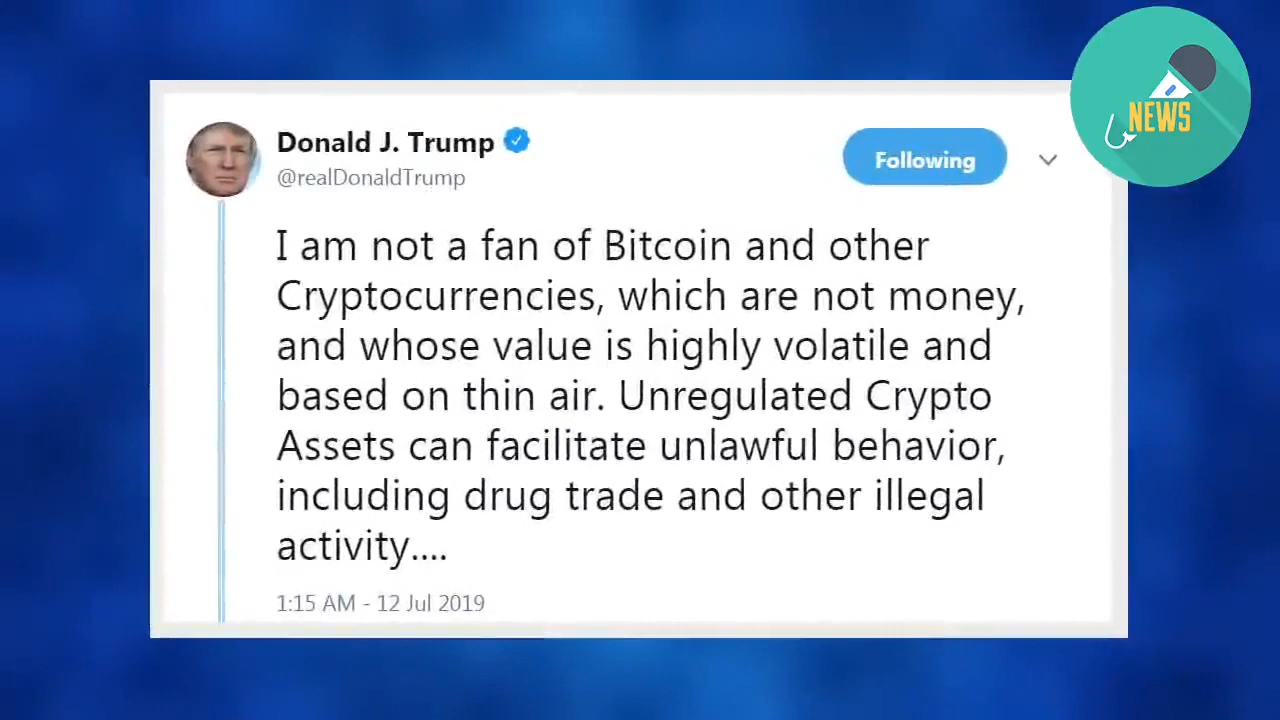 Donald J. Trump
@realDonaldTrump
Following
NEWS
I am not a fan of Bitcoin and other
Cryptocurrencies, which are not money,
and whose value is highly volatile and
based on thin air. Unregulated Crypto
Assets can facilitate unlawful behavior,
including drug trade and other illegal
activity....
1:15 AM - 12 Jul 2019